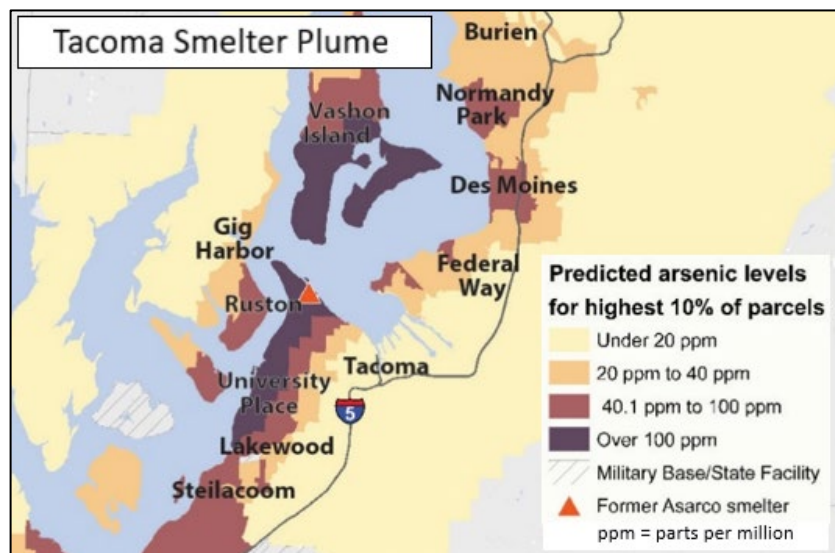 Tacoma Smelter Plume
Burien
Normandy
Park
Vashon
Island
Des Moines
Gig
Harbor
Federal
Way
Ruston
Tacoma
University
Place
5
Lakewood
Steilacoom
Predicted arsenic levels
for highest 10% of parcels
Under 20 ppm
20 ppm to 40 ppm
40.1 ppm to 100 ppm
Over 100 ppm
Military Base/State Facility
Former Asarco smelter
ppm = parts per million